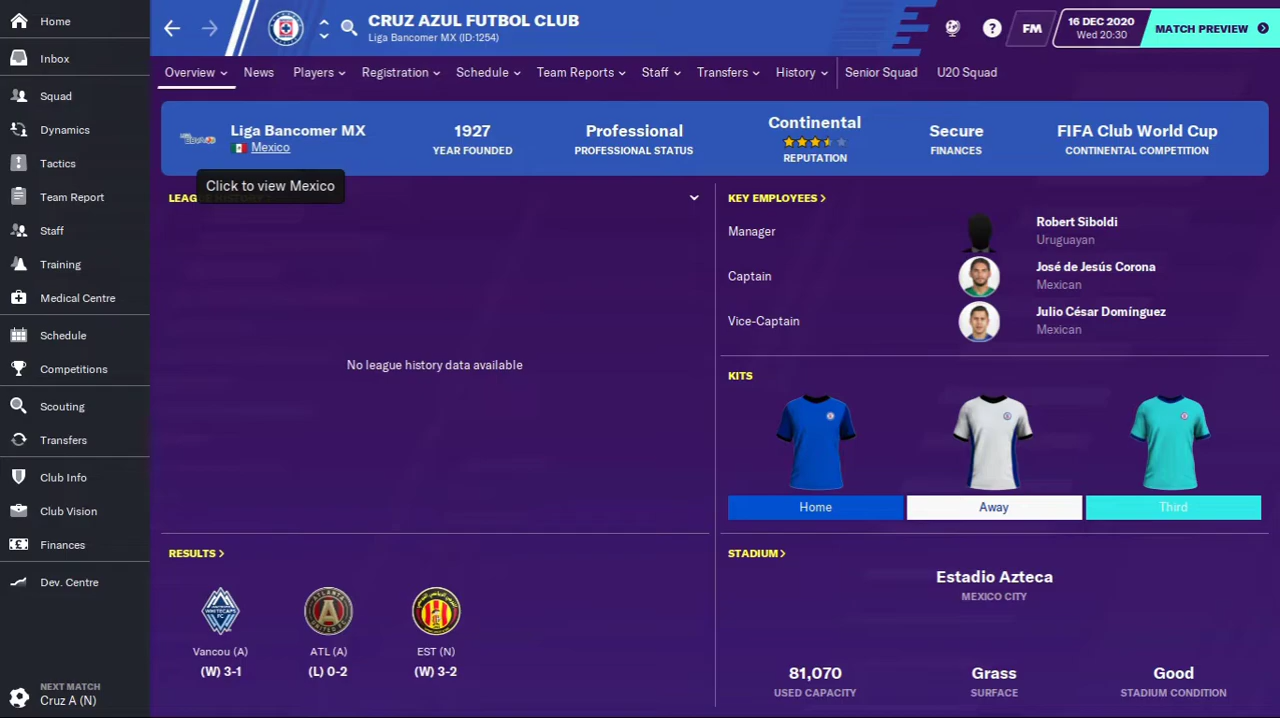 Home
Inbox
Squad
Dynamics
Tactics
Team Report
Staff
Training
Medical Centre
Schedule
Competitions
Scouting
Transfers
Club Info
Club Vision
Finances
Dev. Centre
NEXT MATCH
Cruz A (N)
CRUZ AZUL FUTBOL CLUB
Liga Bancomer MX (ID:1254)
?
FM
16 DEC 2020
Wed 20:30
MATCH PREVIEW
Overview News Players Registration Schedule Team Reports Staff Transfers History Senior Squad U20 Squad
Liga Bancomer MX
Mexico
1927
YEAR FOUNDED
Professional
PROFESSIONAL STATUS
Continental
REPUTATION
Secure
FINANCES
FIFA Club World Cup
CONTINENTAL COMPETITION
Click to view Mexico
No league history data available
KEY EMPLOYEES
Manager
Robert Siboldi
Uruguayan
Captain
José de Jesús Corona
Mexican
Vice-Captain
Julio César Domínguez
Mexican
KITS
Home Away Third
RESULTS
WHITECAPS FC
ATLANTA UNITED FC
Vancou (A) ATL (A) EST (N)
(W) 3-1 (L) 0-2 (W) 3-2
STADIUM
Estadio Azteca
MEXICO CITY
81,070
USED CAPACITY
Grass
SURFACE
Good
STADIUM CONDITION